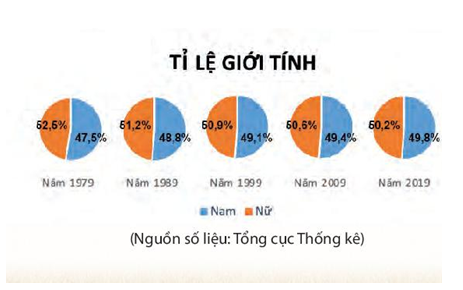 TỈ LỆ GIỚI TÍNH
52,5% 47,5% 51,2% 48,8% 50,9% 49,1% 50,6% 49,4% 50,2% 49,8%
Năm 1979 Năm 1989 Năm 1999 Năm 2009 Năm 2019
Nam Nữ
(Nguồn số liệu: Tổng cục Thống kê)